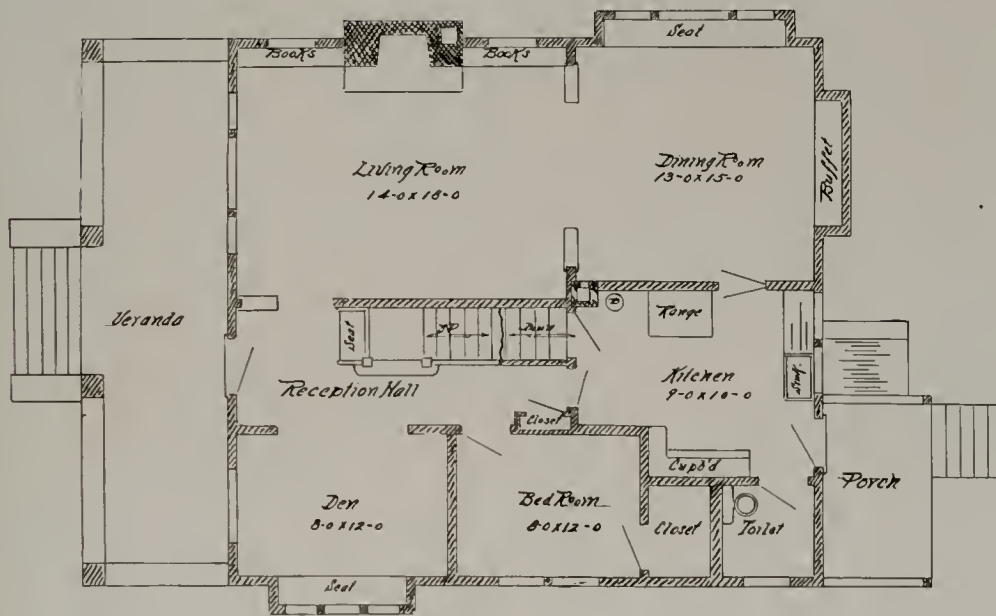 Seat
Books
Books
Living Room
14-0 x 18-0
Dining Room
13-0 x 15-0
Buffet
Veranda
Seat
UP
Down
Range
Reception Hall
Kitchen
9-0 x 16-0
Sink
Closet
Cupb'd
Den
8-0 x 12-0
Bed Room
8-0 x 12-0
Closet
Toilet
Porch
Seat